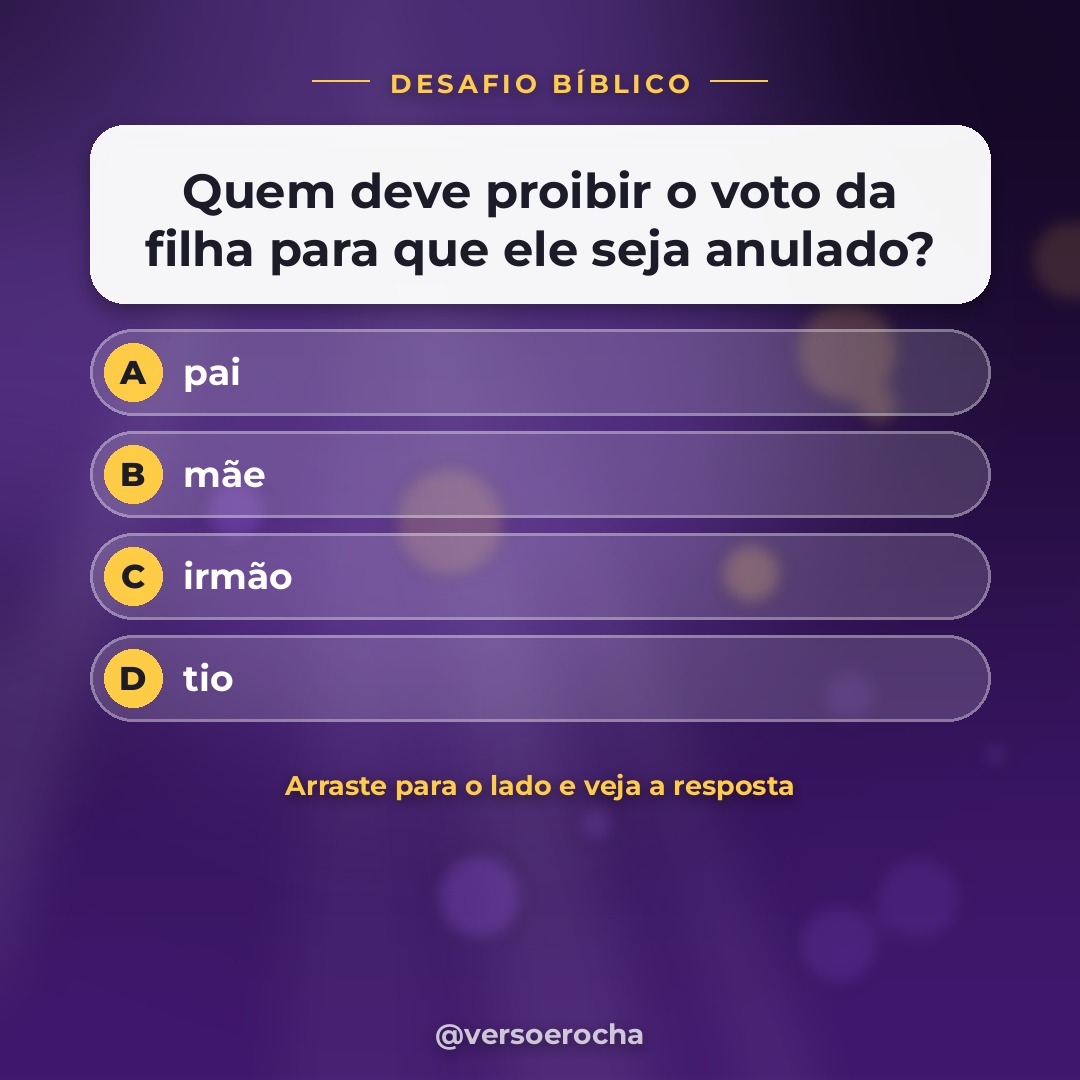 DESAFIO BÍBLICO
Quem deve proibir o voto da
filha para que ele seja anulado?
A pai
B mãe
C irmão
D tio
Arraste para o lado e veja a resposta
@versoerocha